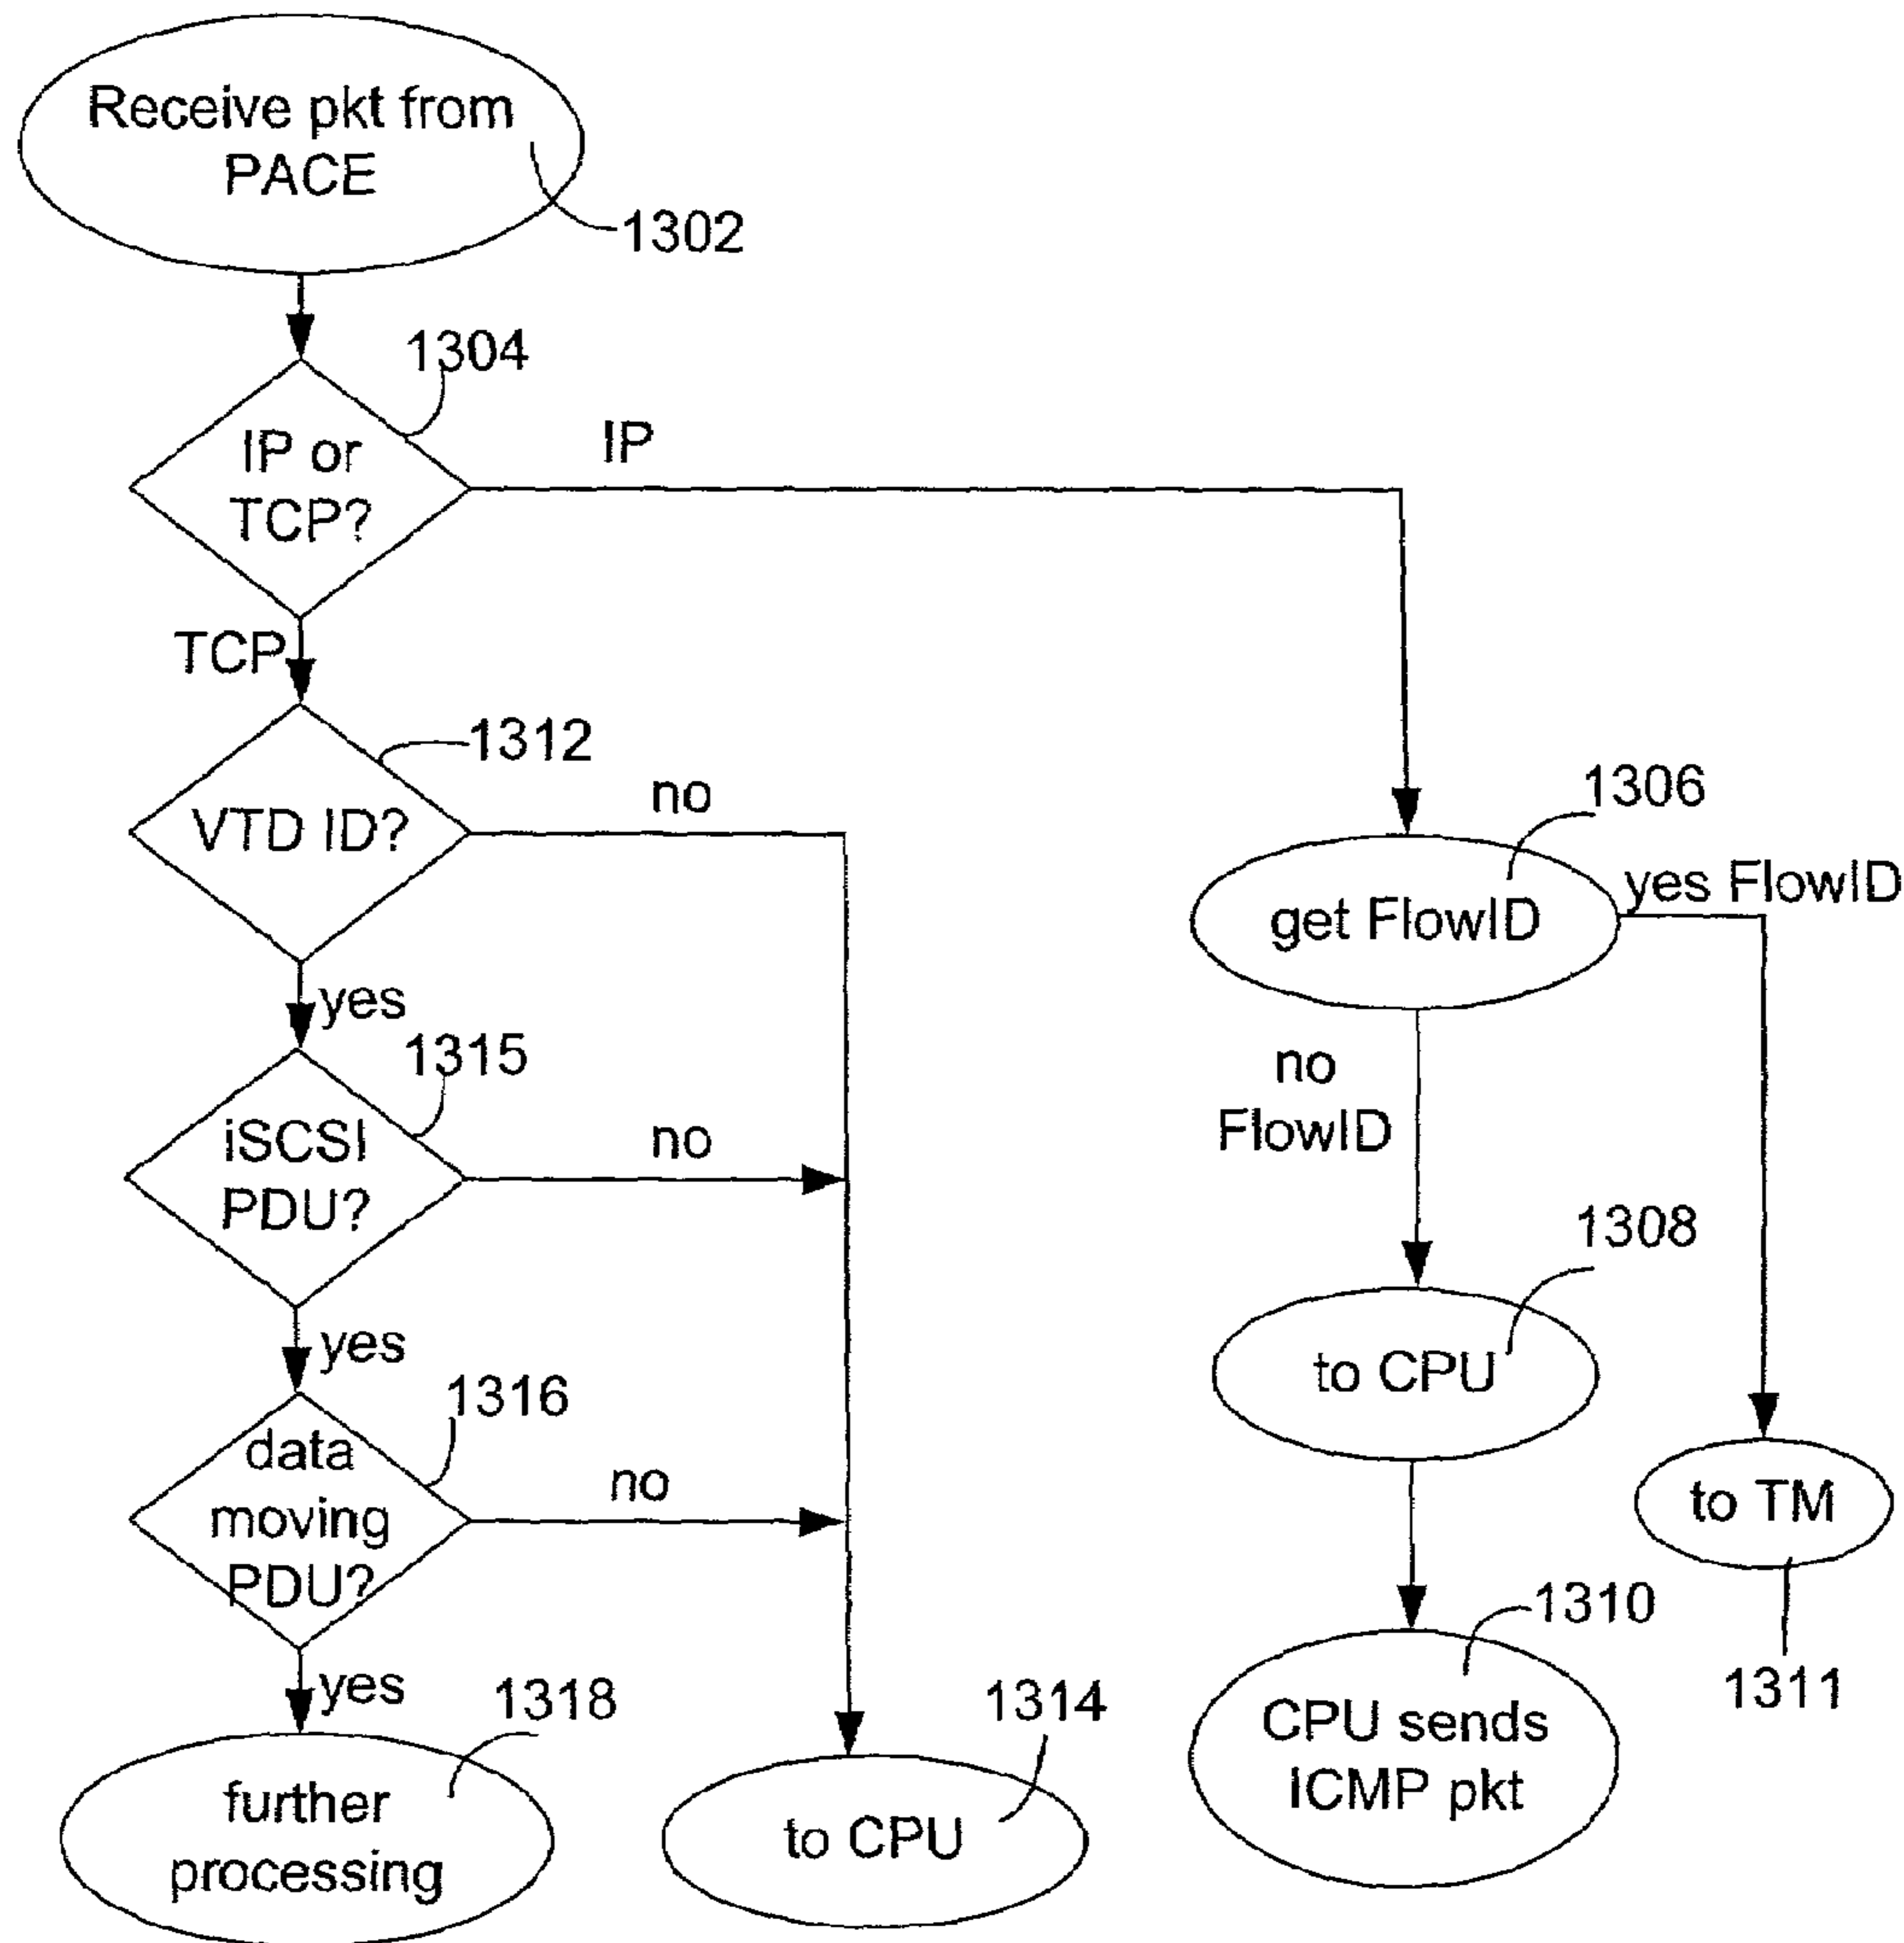 Receive pkt from
PACE
1302
1304
IP or
TCP?
IP
TCP
1312
VTD ID?
no
yes
1306
get FlowID
yes FlowID
no
FlowID
1315
iSCSI
PDU?
no
yes
1308
to CPU
1316
data
moving
PDU?
no
yes
to TM
1311
1310
CPU sends
ICMP pkt
1318
further
processing
1314
to CPU